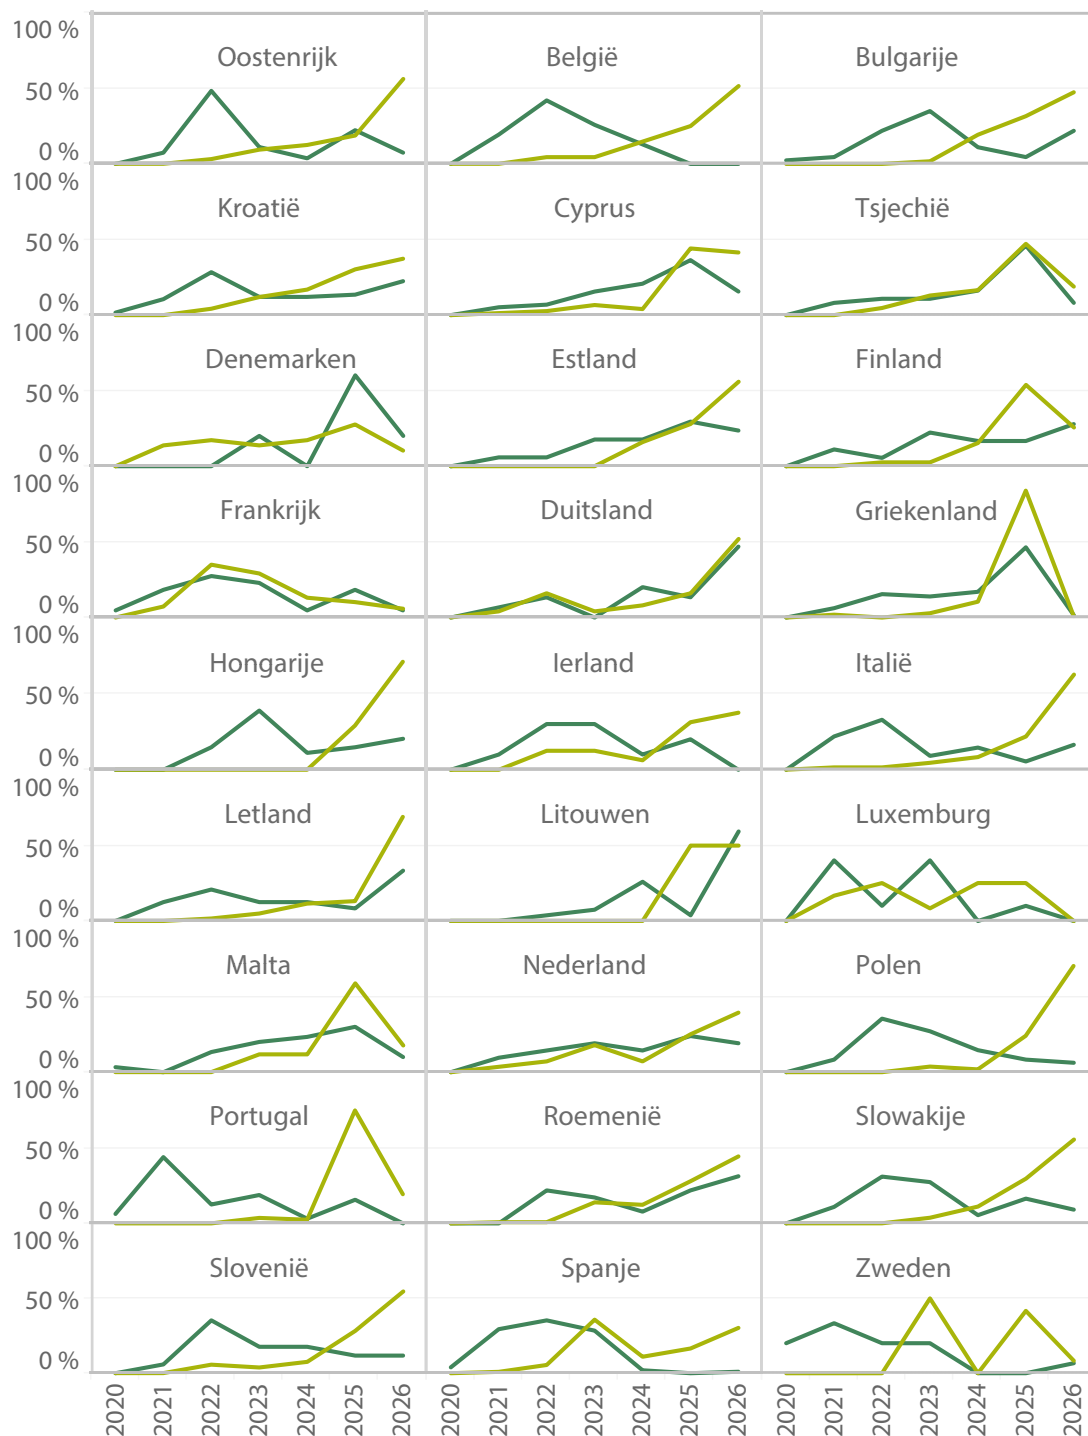 100 %
Oostenrijk België Bulgarije
50 %
0 %
100 %
Kroatië Cyprus Tsjechië
50 %
0 %
100 %
Denemarken Estland Finland
50 %
0 %
100 %
Frankrijk Duitsland Griekenland
50 %
0 %
100 %
Hongarije Ierland Italië
50 %
0 %
100 %
Letland Litouwen Luxemburg
50 %
0 %
100 %
Malta Nederland Polen
50 %
0 %
100 %
Portugal Roemenië Slowakije
50 %
0 %
100 %
Slovenië Spanje Zweden
50 %
0 %
2020 2021 2022 2023 2024 2025 2026 2020 2021 2022 2023 2024 2025 2026 2020 2021 2022 2023 2024 2025 2026